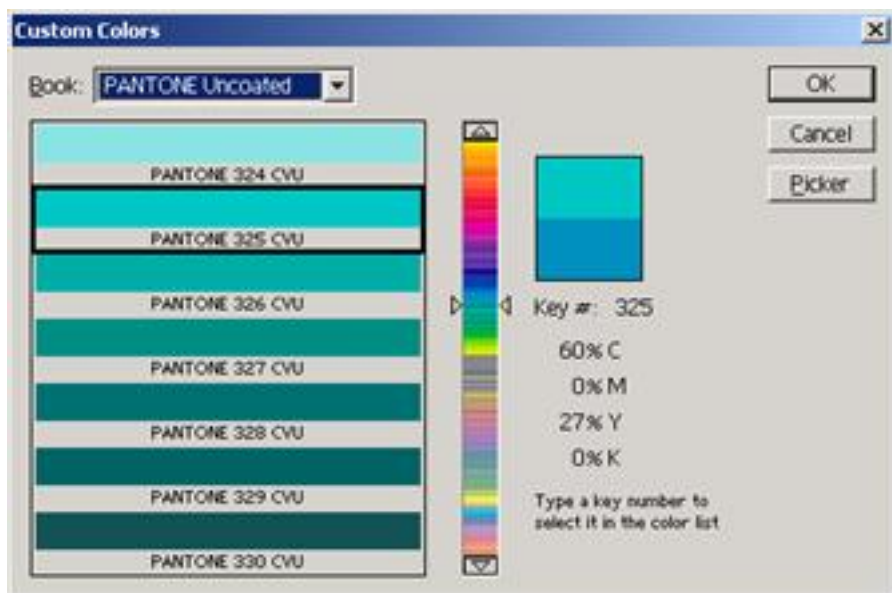 Custom Colors
Book: PANTONE Uncoated
OK
Cancel
Picker
PANTONE 324 CVU
PANTONE 325 CVU
PANTONE 326 CVU
PANTONE 327 CVU
PANTONE 328 CVU
PANTONE 329 CVU
PANTONE 330 CVU
Key #: 325
60% C
0% M
27% Y
0% K
Type a key number to
select it in the color list